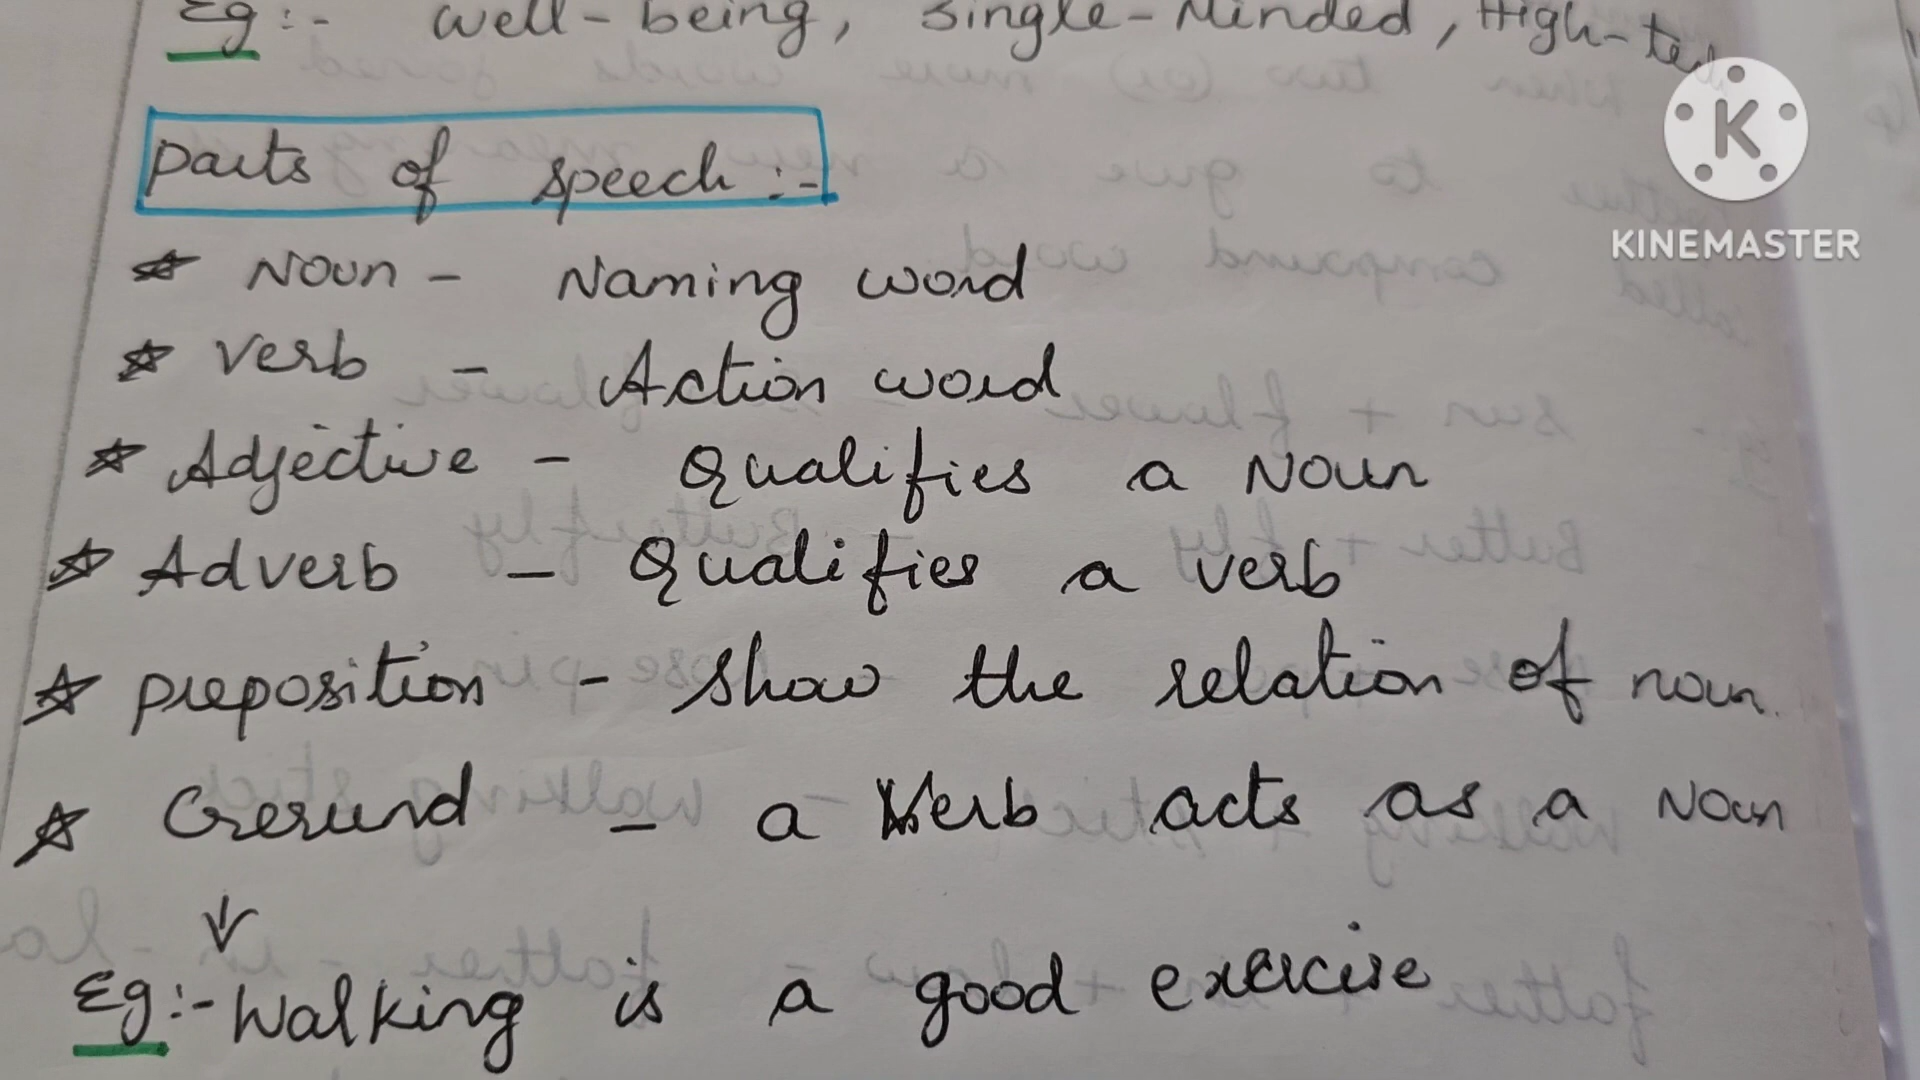 Eg:- Well-being, Single-Minded, High-tech
Parts of speech:-
☆ Noun - Naming word
☆ Verb - Action word
☆ Adjective - Qualifies a Noun
☆ Adverb - Qualifies a verb
☆ preposition - Show the relation of noun.
☆ Gerund - a Verb acts as a Noun
↓
Eg:- Walking is a good exercise
K
KINEMASTER